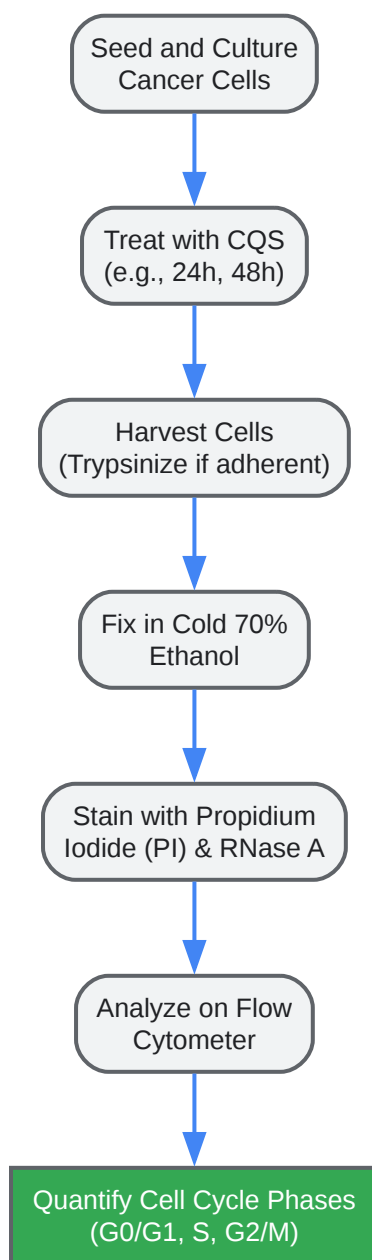 Seed and Culture
Cancer Cells
Treat with CQS
(e.g., 24h, 48h)
Harvest Cells
(Trypsinize if adherent)
Fix in Cold 70%
Ethanol
Stain with Propidium
Iodide (PI) & RNase A
Analyze on Flow
Cytometer
Quantify Cell Cycle Phases
(G0/G1, S, G2/M)